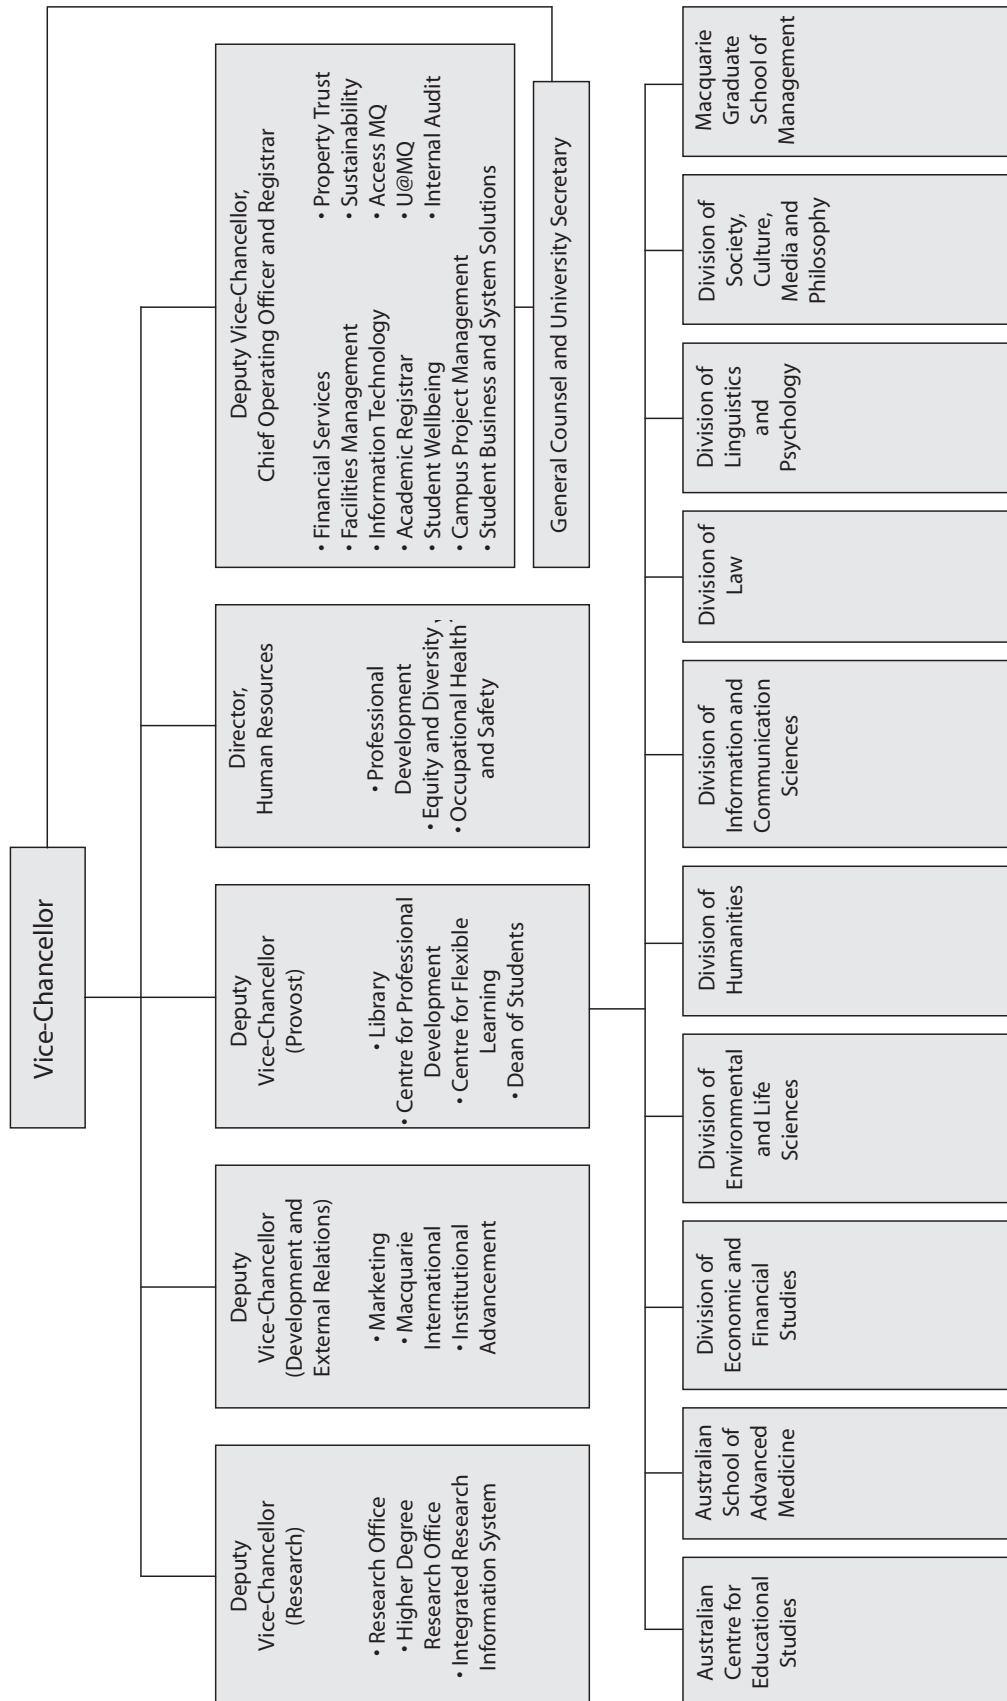 Vice-Chancellor
Deputy
Vice-Chancellor
(Research)
• Research Office
• Higher Degree
Research Office
• Integrated Research
Information System
Deputy
Vice-Chancellor
(Development and
External Relations)
• Marketing
• Macquarie
International
• Institutional
Advancement
Deputy
Vice-Chancellor
(Provost)
• Library
• Centre for Professional
Development
• Centre for Flexible
Learning
• Dean of Students
Director,
Human Resources
• Professional
Development
• Equity and Diversity
• Occupational Health
and Safety
Deputy Vice-Chancellor,
Chief Operating Officer and Registrar
• Financial Services
• Facilities Management
• Information Technology
• Academic Registrar
• Student Wellbeing
• Campus Project Management
• Student Business and System Solutions
• Property Trust
• Sustainability
• Access MQ
• U@MQ
• Internal Audit
General Counsel and University Secretary
Australian
Centre for
Educational
Studies
Australian
School of
Advanced
Medicine
Division of
Economic and
Financial
Studies
Division of
Environmental
and Life
Sciences
Division of
Humanities
Division of
Information and
Communication
Sciences
Division of
Law
Division of
Linguistics
and
Psychology
Division of
Society,
Culture,
Media and
Philosophy
Macquarie
Graduate
School of
Management